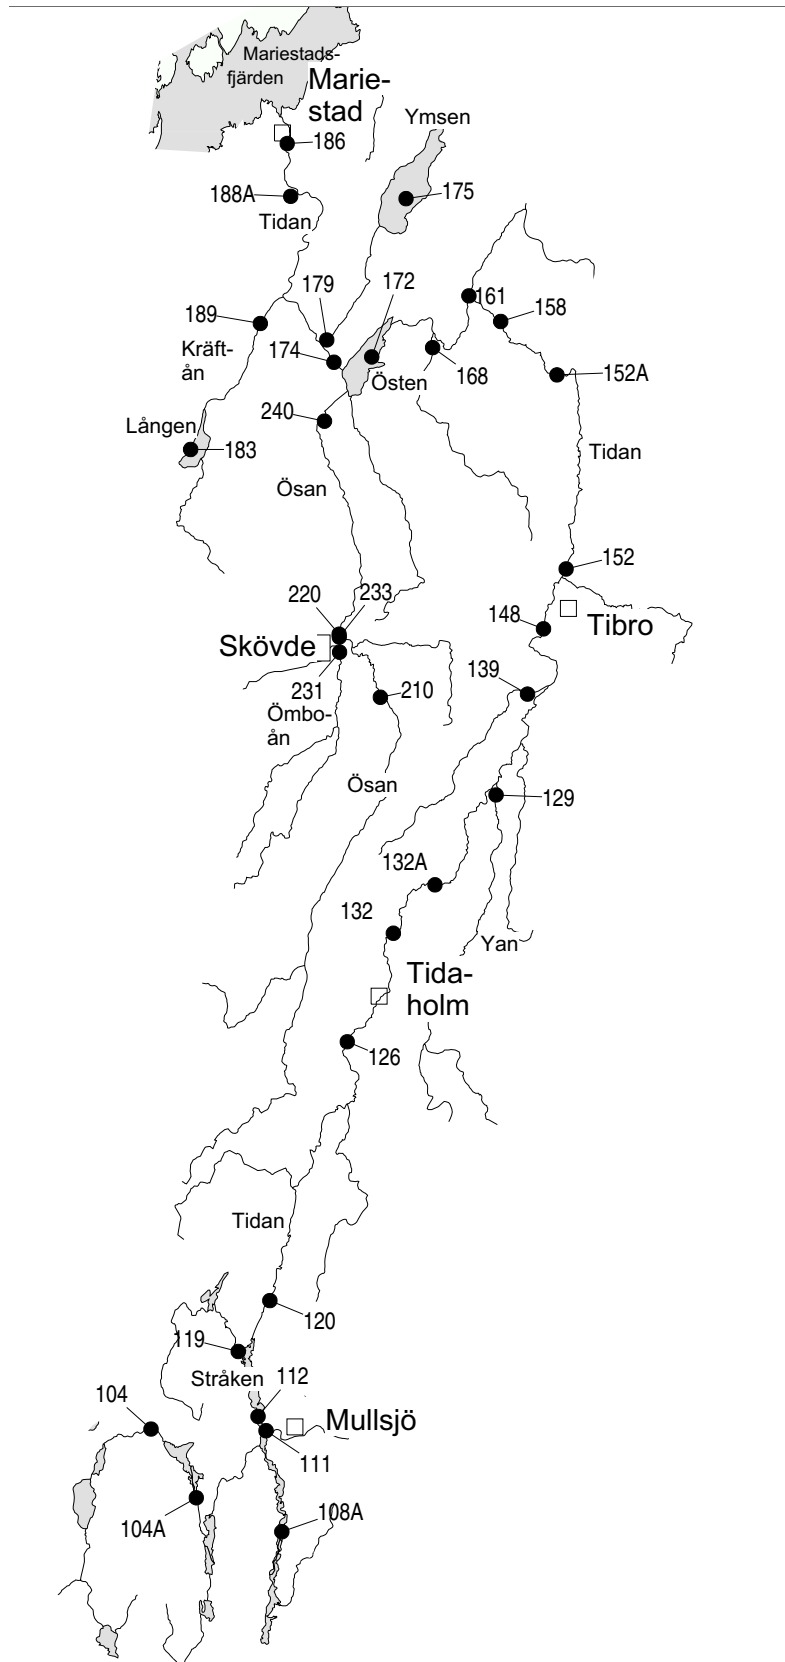 Mariestads-
fjärden
Marie-
stad
Ymsen
186
188A
175
Tidan
179
172
161
158
189
Kräft-
ån
174
168
152A
Östen
240
Lången
183
Tidan
Ösan
152
220
233
148
Tibro
Skövde
139
231
210
Ömbo-
ån
Ösan
129
132A
132
Yan
Tida-
holm
126
Tidan
120
119
Stråken
112
104
Mullsjö
111
108A
104A